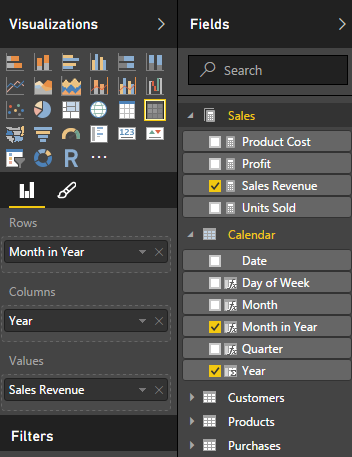 Visualizations
R
123
Rows
Month in Year
Columns
Year
Values
Sales Revenue
Filters
Fields
Search
Sales
Product Cost
Profit
Sales Revenue
Units Sold
Calendar
Date
Day of Week
Month
Month in Year
Quarter
Year
Customers
Products
Purchases